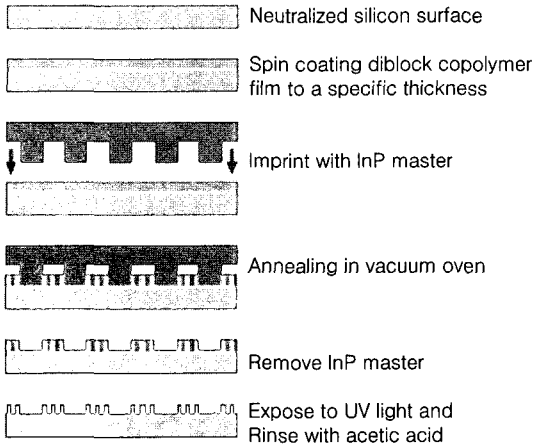 Neutralized silicon surface
Spin coating diblock copolymer
film to a specific thickness
Imprint with InP master
Annealing in vacuum oven
Remove InP master
Expose to UV light and
Rinse with acetic acid